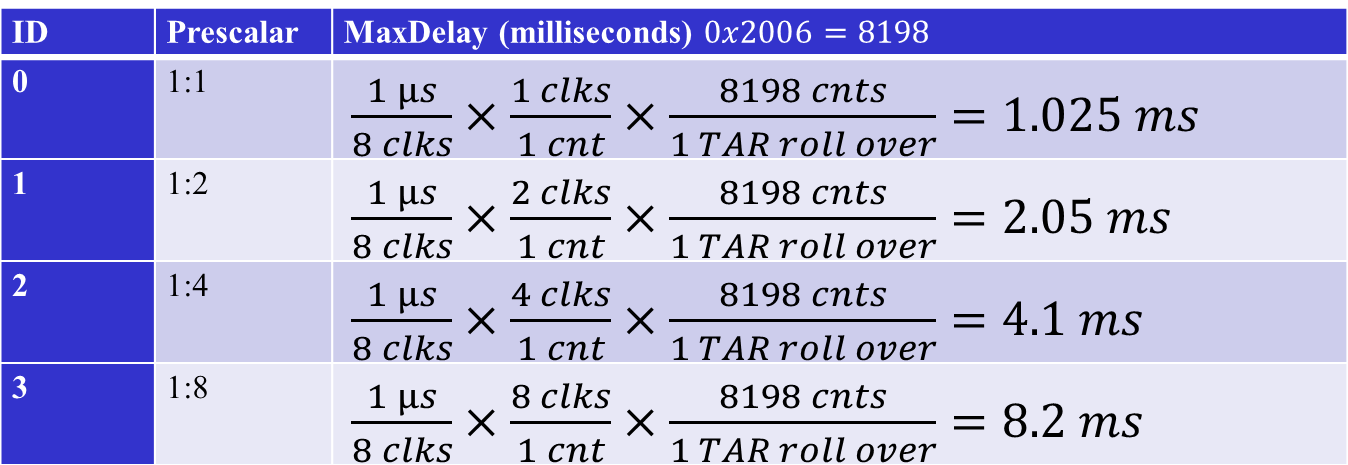 ID Prescalar MaxDelay (milliseconds) 0x2006 = 8198
0 1:1 1 μs / 8 clks × 1 clks / 1 cnt × 8198 cnts / 1 TAR roll over = 1.025 ms
1 1:2 1 μs / 8 clks × 2 clks / 1 cnt × 8198 cnts / 1 TAR roll over = 2.05 ms
2 1:4 1 μs / 8 clks × 4 clks / 1 cnt × 8198 cnts / 1 TAR roll over = 4.1 ms
3 1:8 1 μs / 8 clks × 8 clks / 1 cnt × 8198 cnts / 1 TAR roll over = 8.2 ms